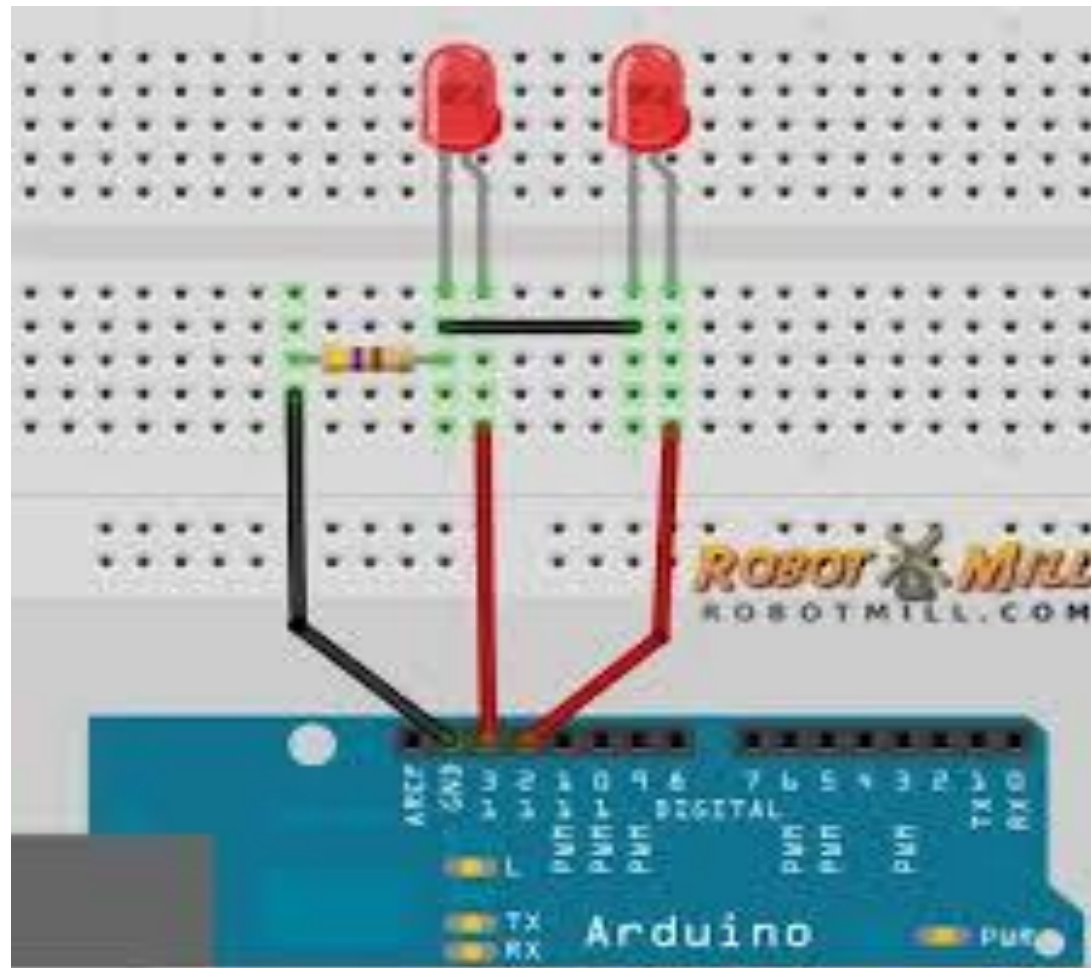 ROBOT MILL
ROBOTMILL.COM
AREF GND 13 12 11 10 9 8 7 6 5 4 3 2 1 0
PWM PWM PWM DIGITAL PWM PWM PWM TX RX
L
TX
RX
Arduino
PWR